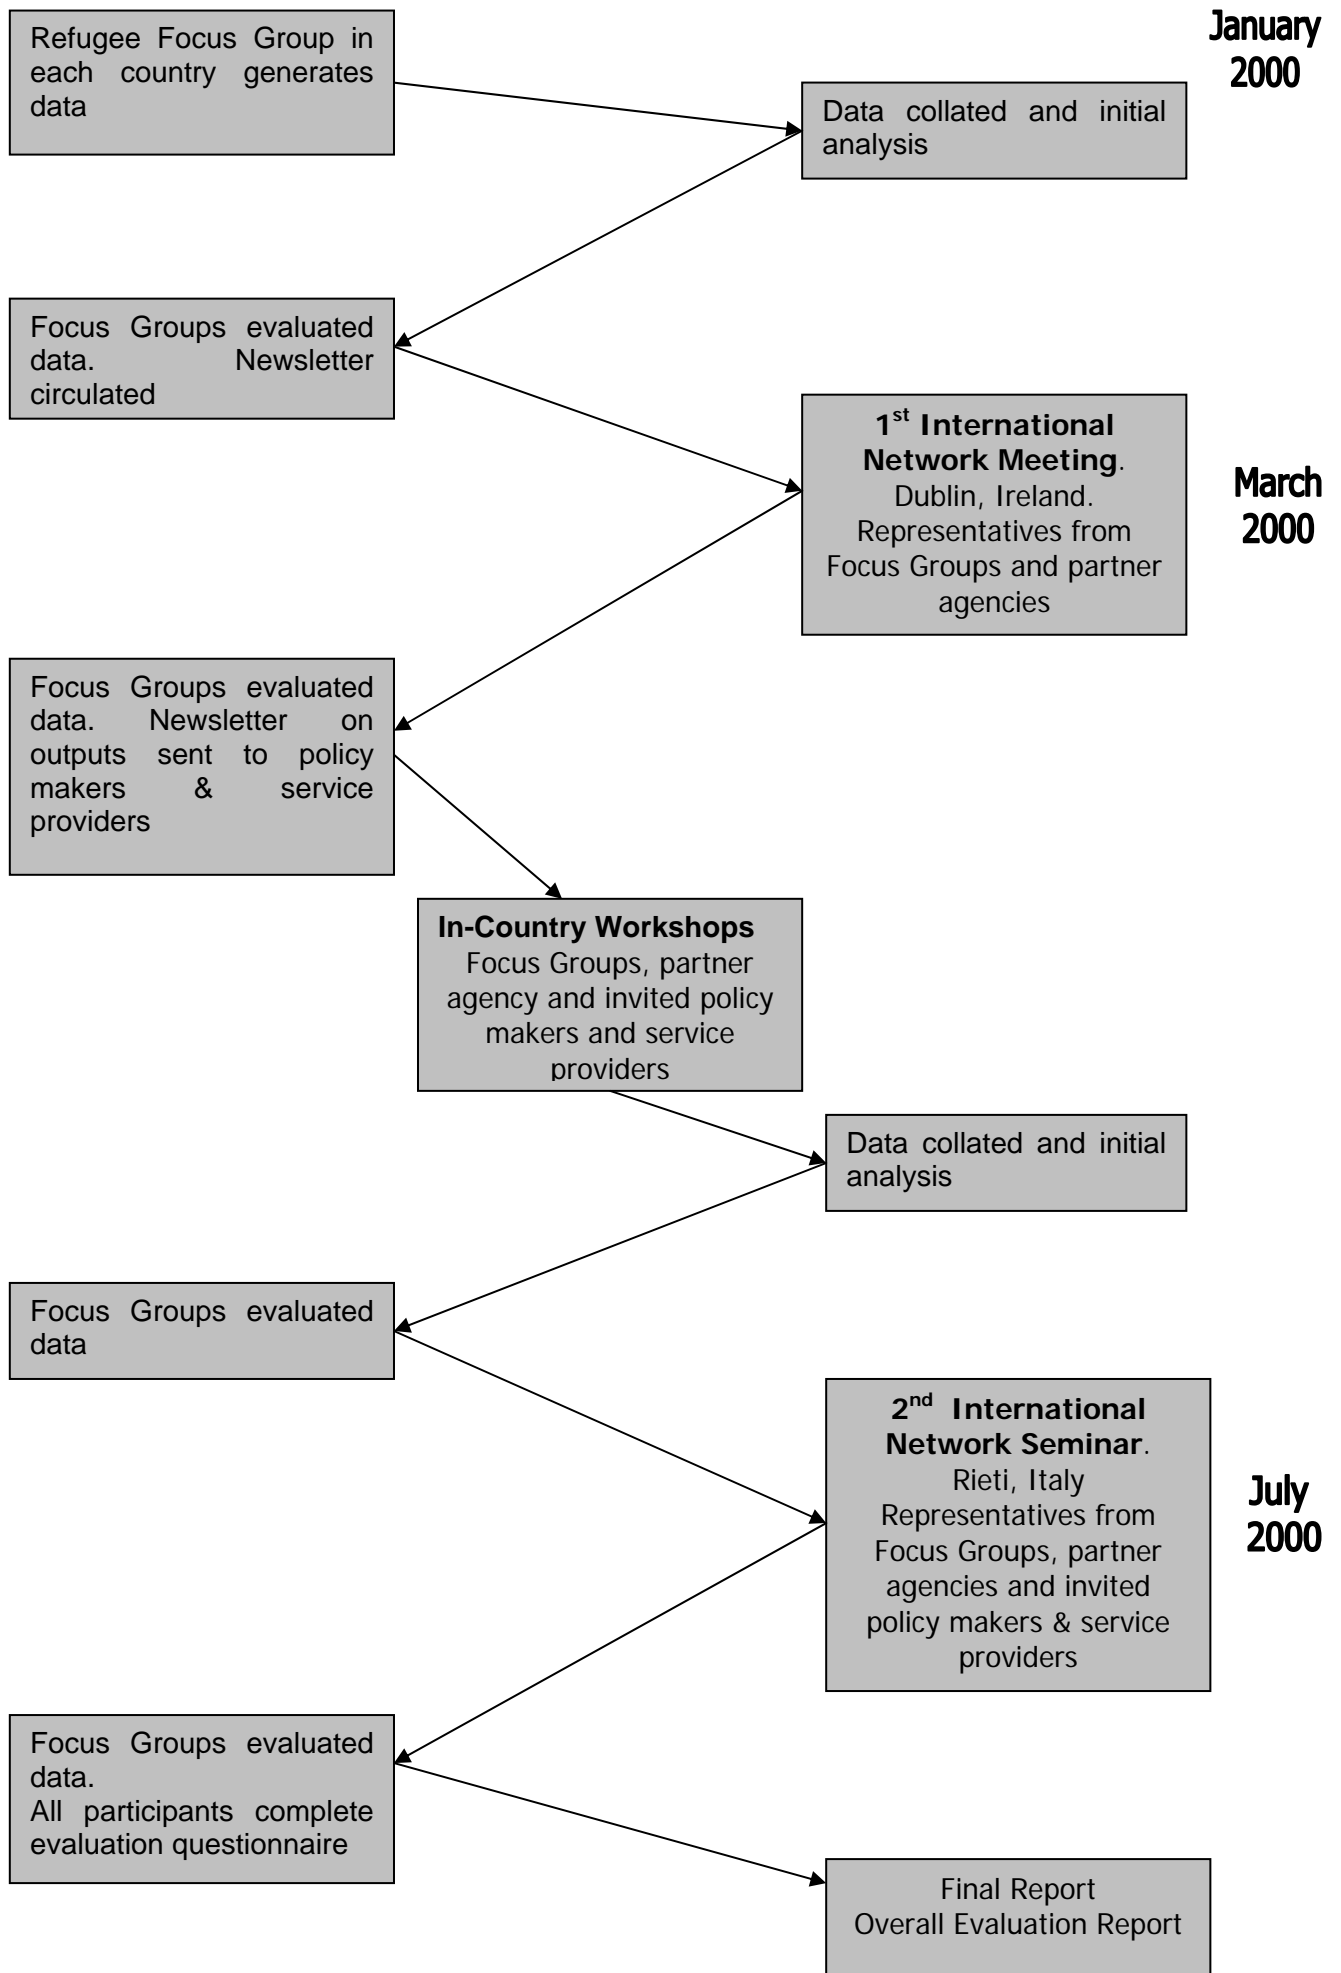 Refugee Focus Group in
each country generates
data
January
2000
Data collated and initial
analysis
Focus Groups evaluated
data. Newsletter
circulated
1st International
Network Meeting.
Dublin, Ireland.
Representatives from
Focus Groups and partner
agencies
March
2000
Focus Groups evaluated
data. Newsletter on
outputs sent to policy
makers & service
providers
In-Country Workshops
Focus Groups, partner
agency and invited policy
makers and service
providers
Data collated and initial
analysis
Focus Groups evaluated
data
2nd International
Network Seminar.
Rieti, Italy
Representatives from
Focus Groups, partner
agencies and invited
policy makers & service
providers
July
2000
Focus Groups evaluated
data.
All participants complete
evaluation questionnaire
Final Report
Overall Evaluation Report